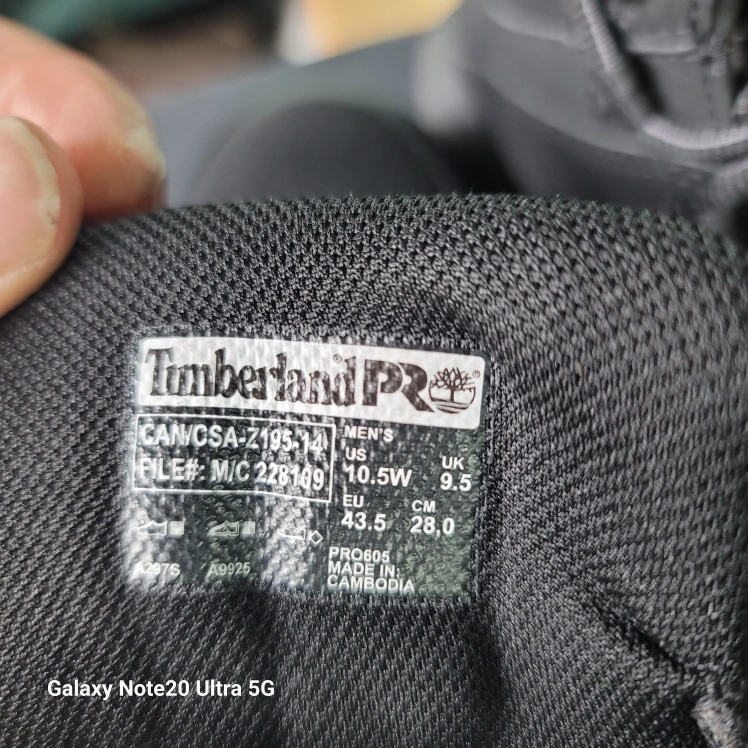 Timberland PRO®
CAN/CSA-Z195-14
FILE#: M/C 228109
MEN'S
US
10.5W
UK
9.5
EU
43.5
CM
28,0
PRO605
MADE IN:
CAMBODIA
A297S
A9925
Galaxy Note20 Ultra 5G